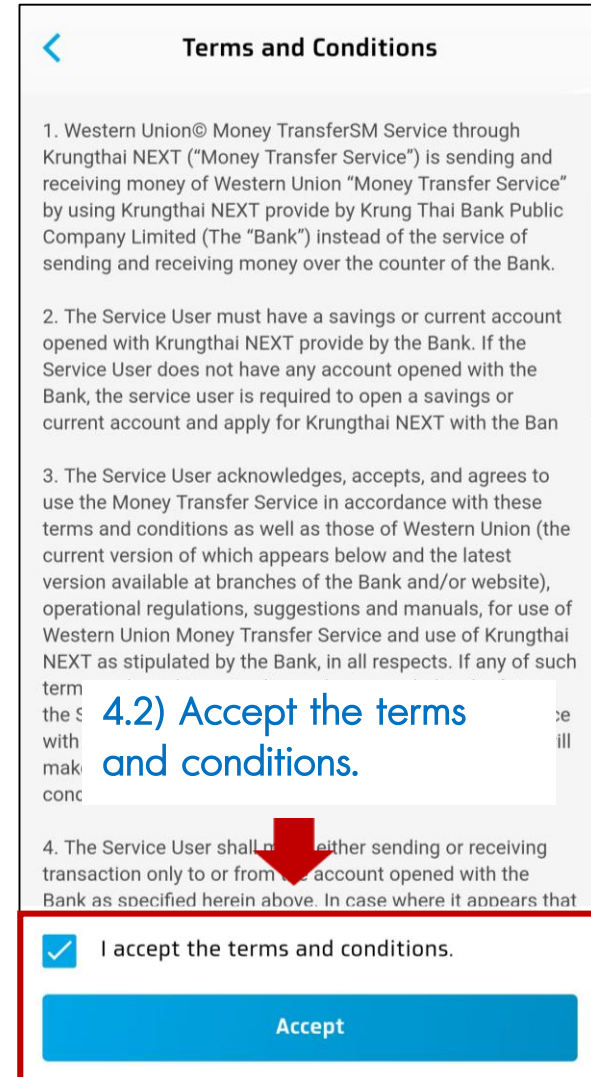 Terms and Conditions
1. Western Union© Money TransferSM Service through
Krungthai NEXT (“Money Transfer Service”) is sending and
receiving money of Western Union “Money Transfer Service”
by using Krungthai NEXT provide by Krung Thai Bank Public
Company Limited (The “Bank”) instead of the service of
sending and receiving money over the counter of the Bank.
2. The Service User must have a savings or current account
opened with Krungthai NEXT provide by the Bank. If the
Service User does not have any account opened with the
Bank, the service user is required to open a savings or
current account and apply for Krungthai NEXT with the Ban
3. The Service User acknowledges, accepts, and agrees to
use the Money Transfer Service in accordance with these
terms and conditions as well as those of Western Union (the
current version of which appears below and the latest
version available at branches of the Bank and/or website),
operational regulations, suggestions and manuals, for use of
Western Union Money Transfer Service and use of Krungthai
NEXT as stipulated by the Bank, in all respects. If any of such
the
with
4.2) Accept the terms
and conditions.
4. The Service User shall either sending or receiving
transaction only to or from account opened with the
Bank as specified herein above. In case where it appears that
I accept the terms and conditions.
Accept